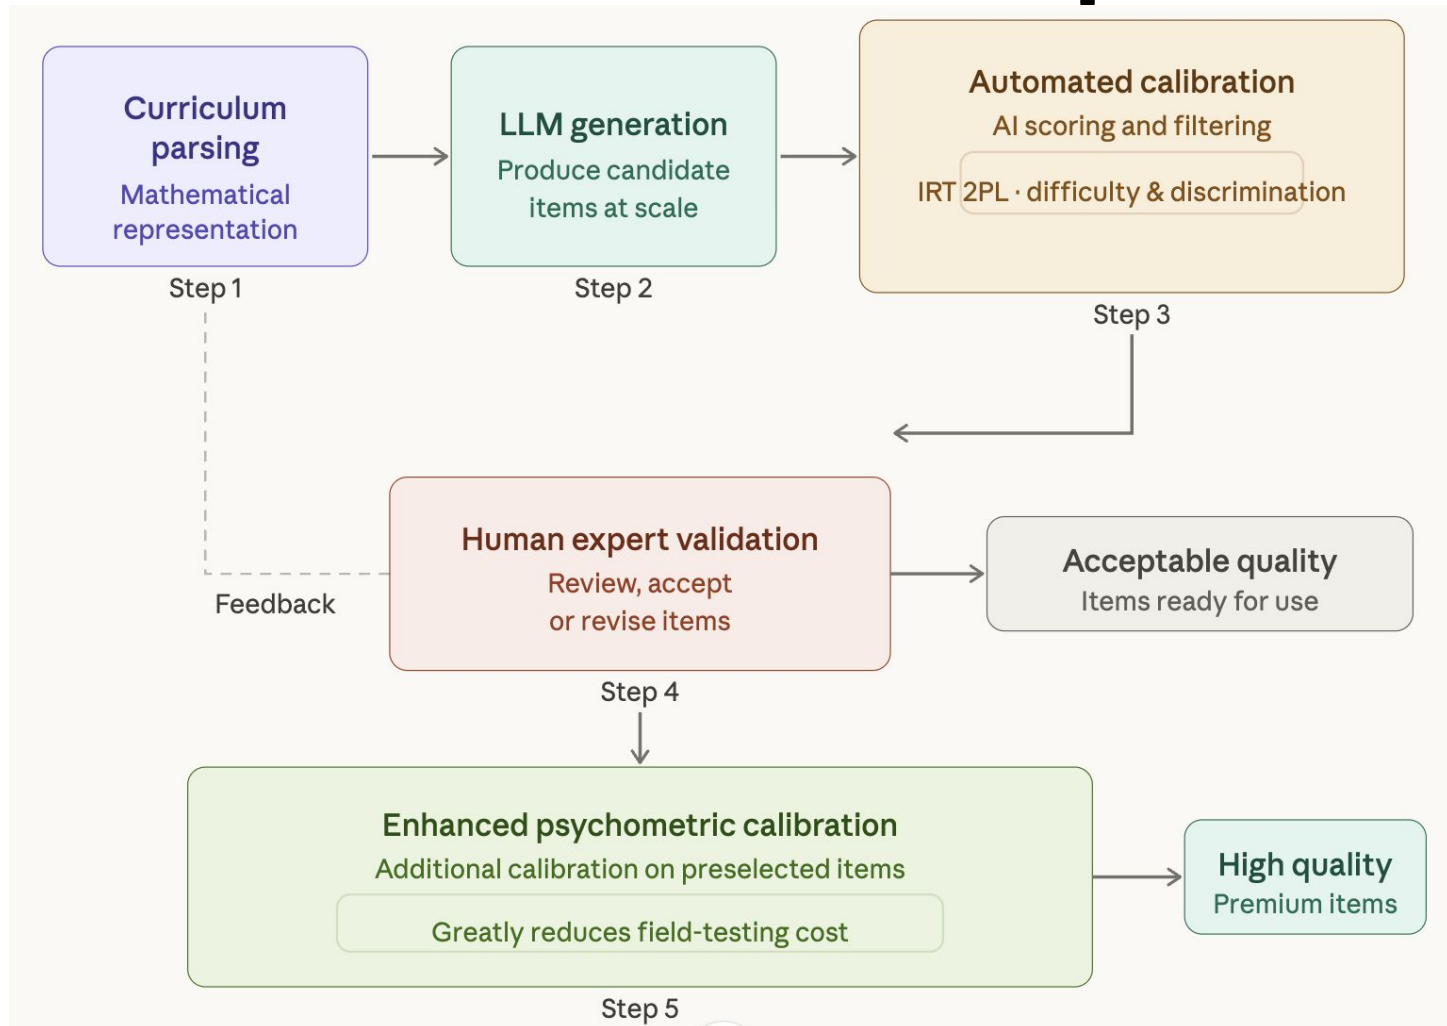 Curriculum
parsing
Mathematical
representation
Step 1
LLM generation
Produce candidate
items at scale
Step 2
Automated calibration
AI scoring and filtering
IRT 2PL · difficulty & discrimination
Step 3
Feedback
Human expert validation
Review, accept
or revise items
Step 4
Acceptable quality
Items ready for use
Enhanced psychometric calibration
Additional calibration on preselected items
Greatly reduces field-testing cost
Step 5
High quality
Premium items